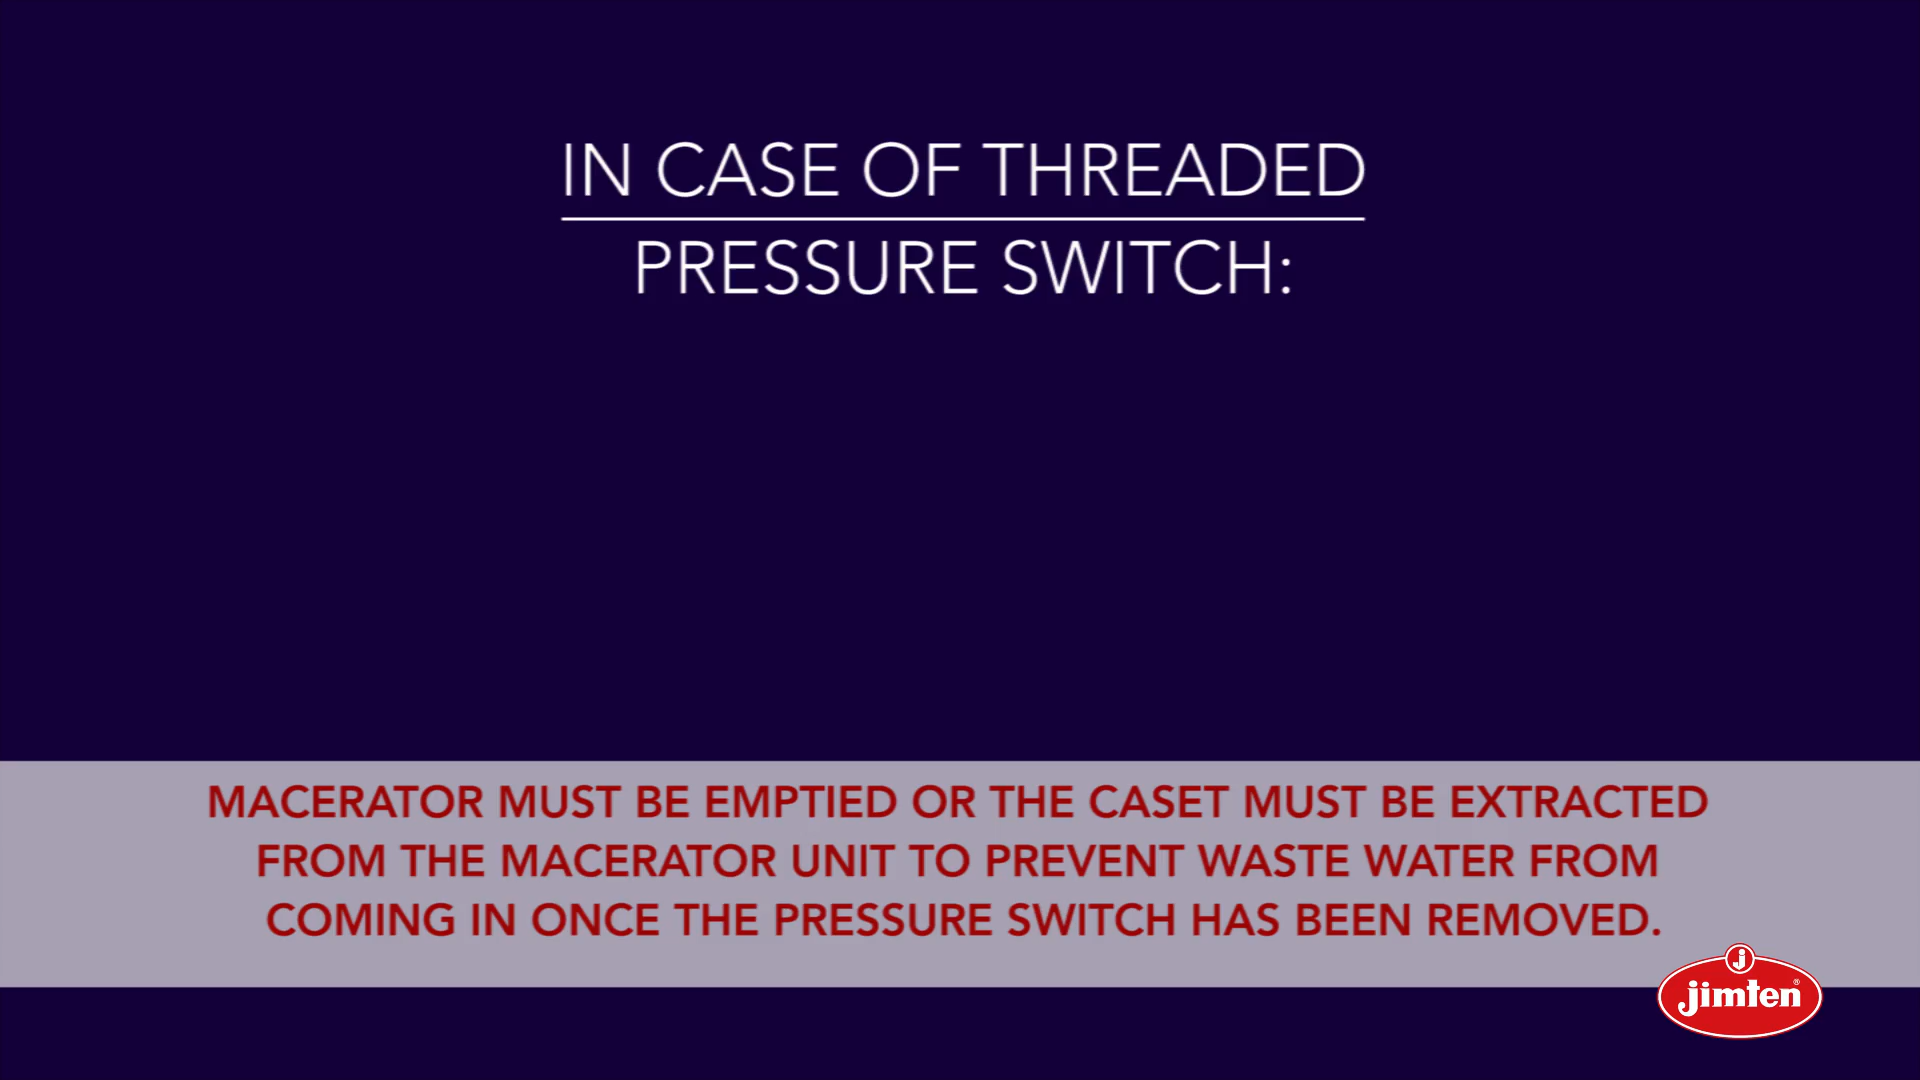 IN CASE OF THREADED
PRESSURE SWITCH:
MACERATOR MUST BE EMPTIED OR THE CASET MUST BE EXTRACTED
FROM THE MACERATOR UNIT TO PREVENT WASTE WATER FROM
COMING IN ONCE THE PRESSURE SWITCH HAS BEEN REMOVED.
j
jimten®